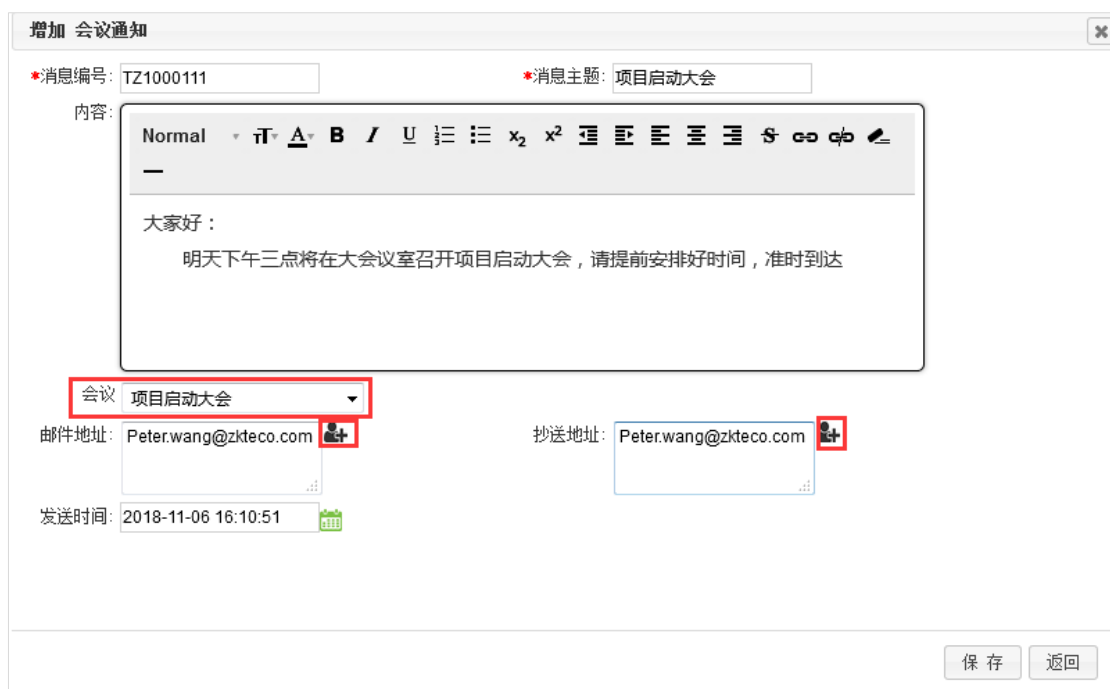 增加 会议通知
*消息编号: TZ1000111 *消息主题: 项目启动大会
内容:
Normal A B I U x₂ x² S
大家好：
明天下午三点将在大会议室召开项目启动大会，请提前安排好时间，准时到达
会议 项目启动大会
邮件地址: Peter.wang@zkteco.com 抄送地址: Peter.wang@zkteco.com
发送时间: 2018-11-06 16:10:51
保 存 返回